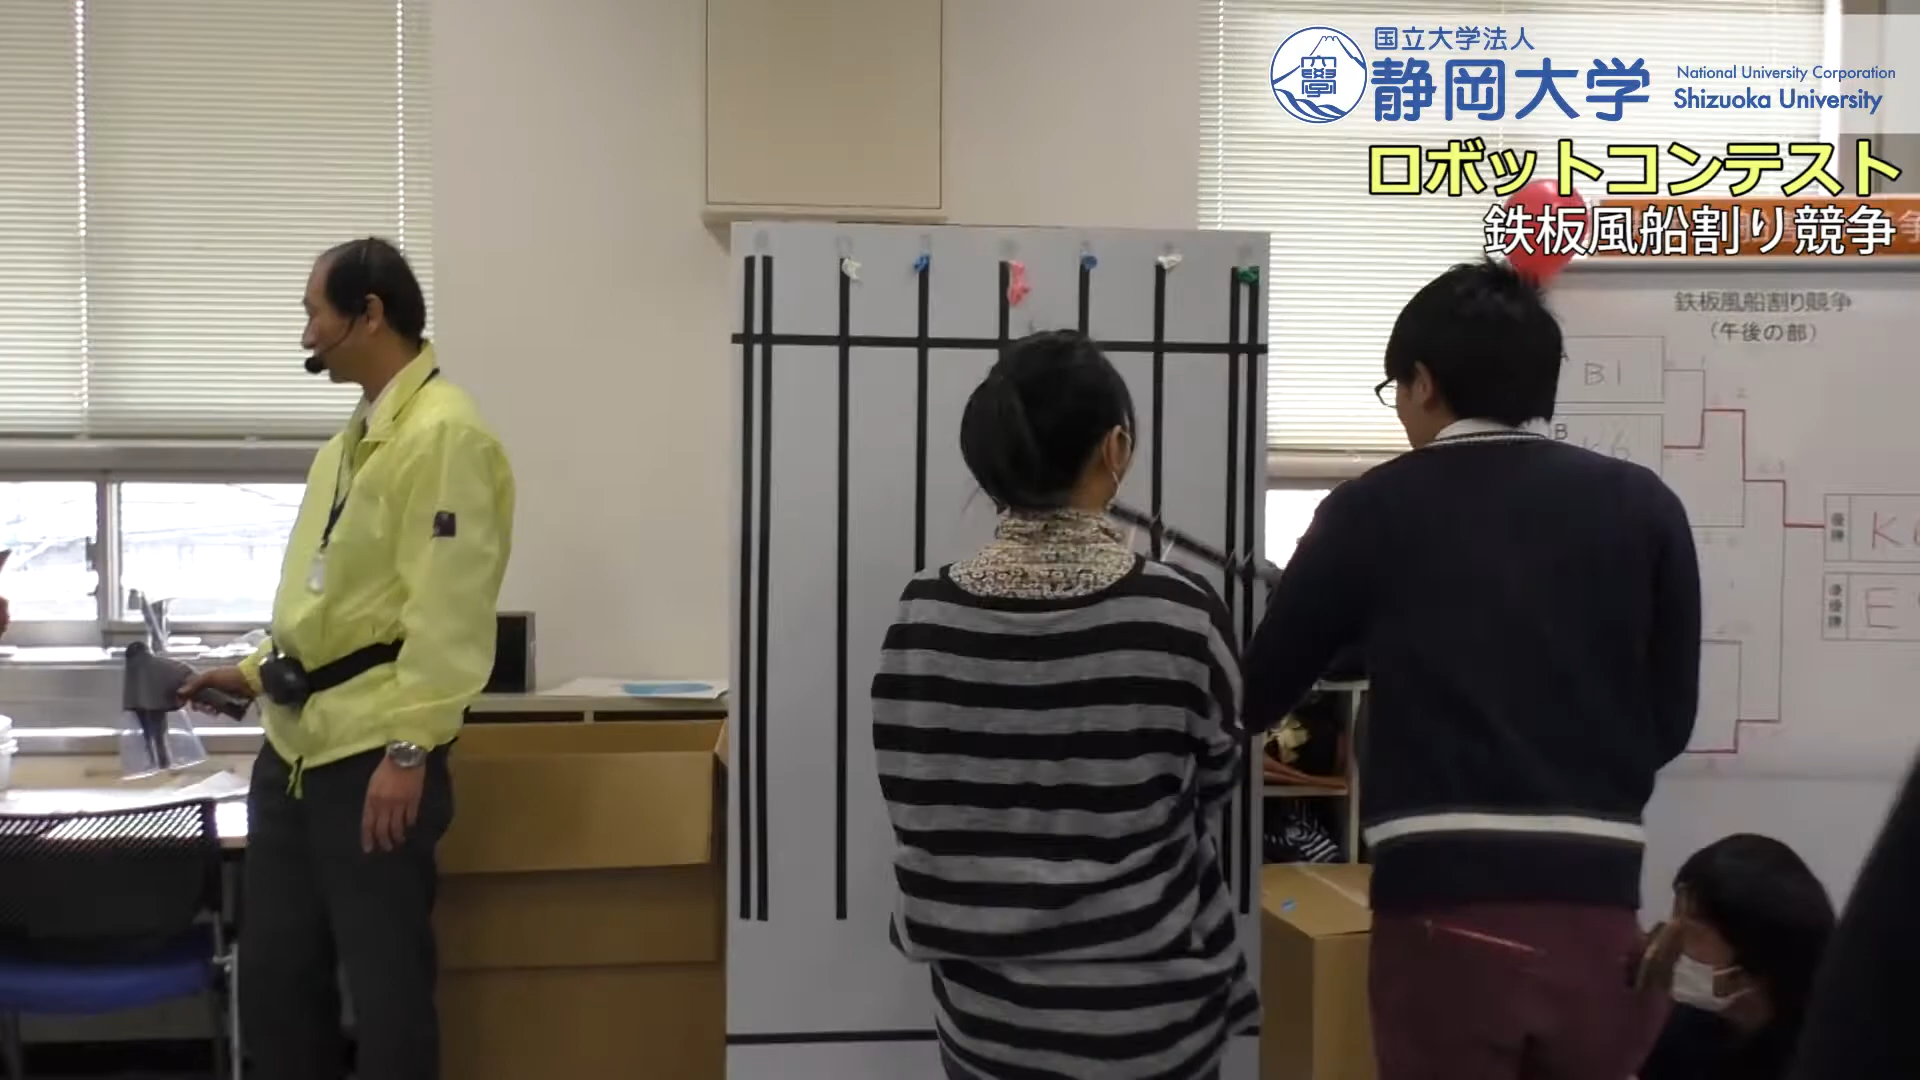 国立大学法人
静岡大学
National University Corporation
Shizuoka University
ロボットコンテスト
鉄板風船割り競争
鉄板風船割り競争
(午後の部)
B1
B
K6
優勝
K
準優勝
E